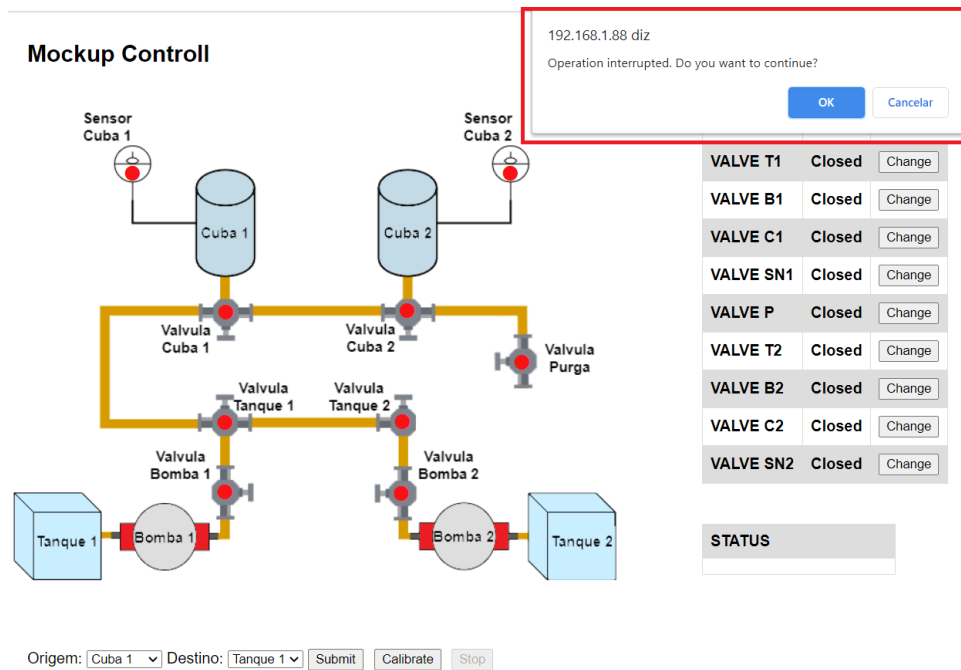 192.168.1.88 diz
Operation interrupted. Do you want to continue?
OK
Cancelar
Mockup Controll
Sensor
Cuba 1
Sensor
Cuba 2
Cuba 1
Cuba 2
Valvula
Cuba 1
Valvula
Cuba 2
Valvula
Purga
Valvula
Tanque 1
Valvula
Tanque 2
Valvula
Bomba 1
Valvula
Bomba 2
Tanque 1
Bomba 1
Bomba 2
Tanque 2
VALVE T1 Closed Change
VALVE B1 Closed Change
VALVE C1 Closed Change
VALVE SN1 Closed Change
VALVE P Closed Change
VALVE T2 Closed Change
VALVE B2 Closed Change
VALVE C2 Closed Change
VALVE SN2 Closed Change
STATUS
Origem: Cuba 1 Destino: Tanque 1 Submit Calibrate Stop